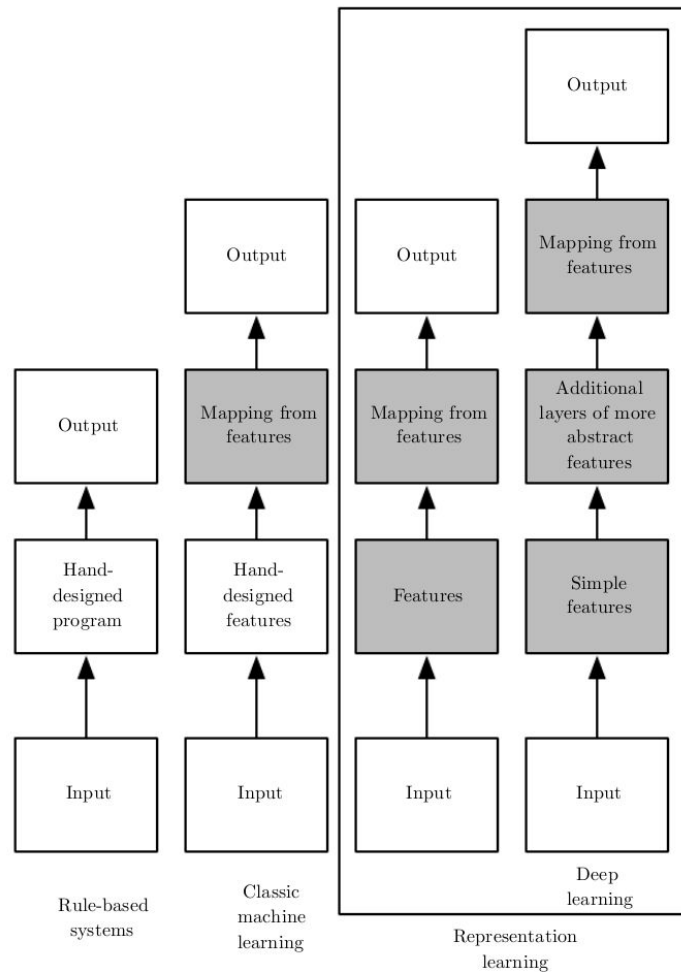 Output
Output
Mapping from
features
Output
Output
Mapping from
features
Mapping from
features
Additional
layers of more
abstract
features
Hand-
designed
program
Hand-
designed
features
Features
Simple
features
Input
Input
Input
Input
Rule-based
systems
Classic
machine
learning
Representation
learning
Deep
learning